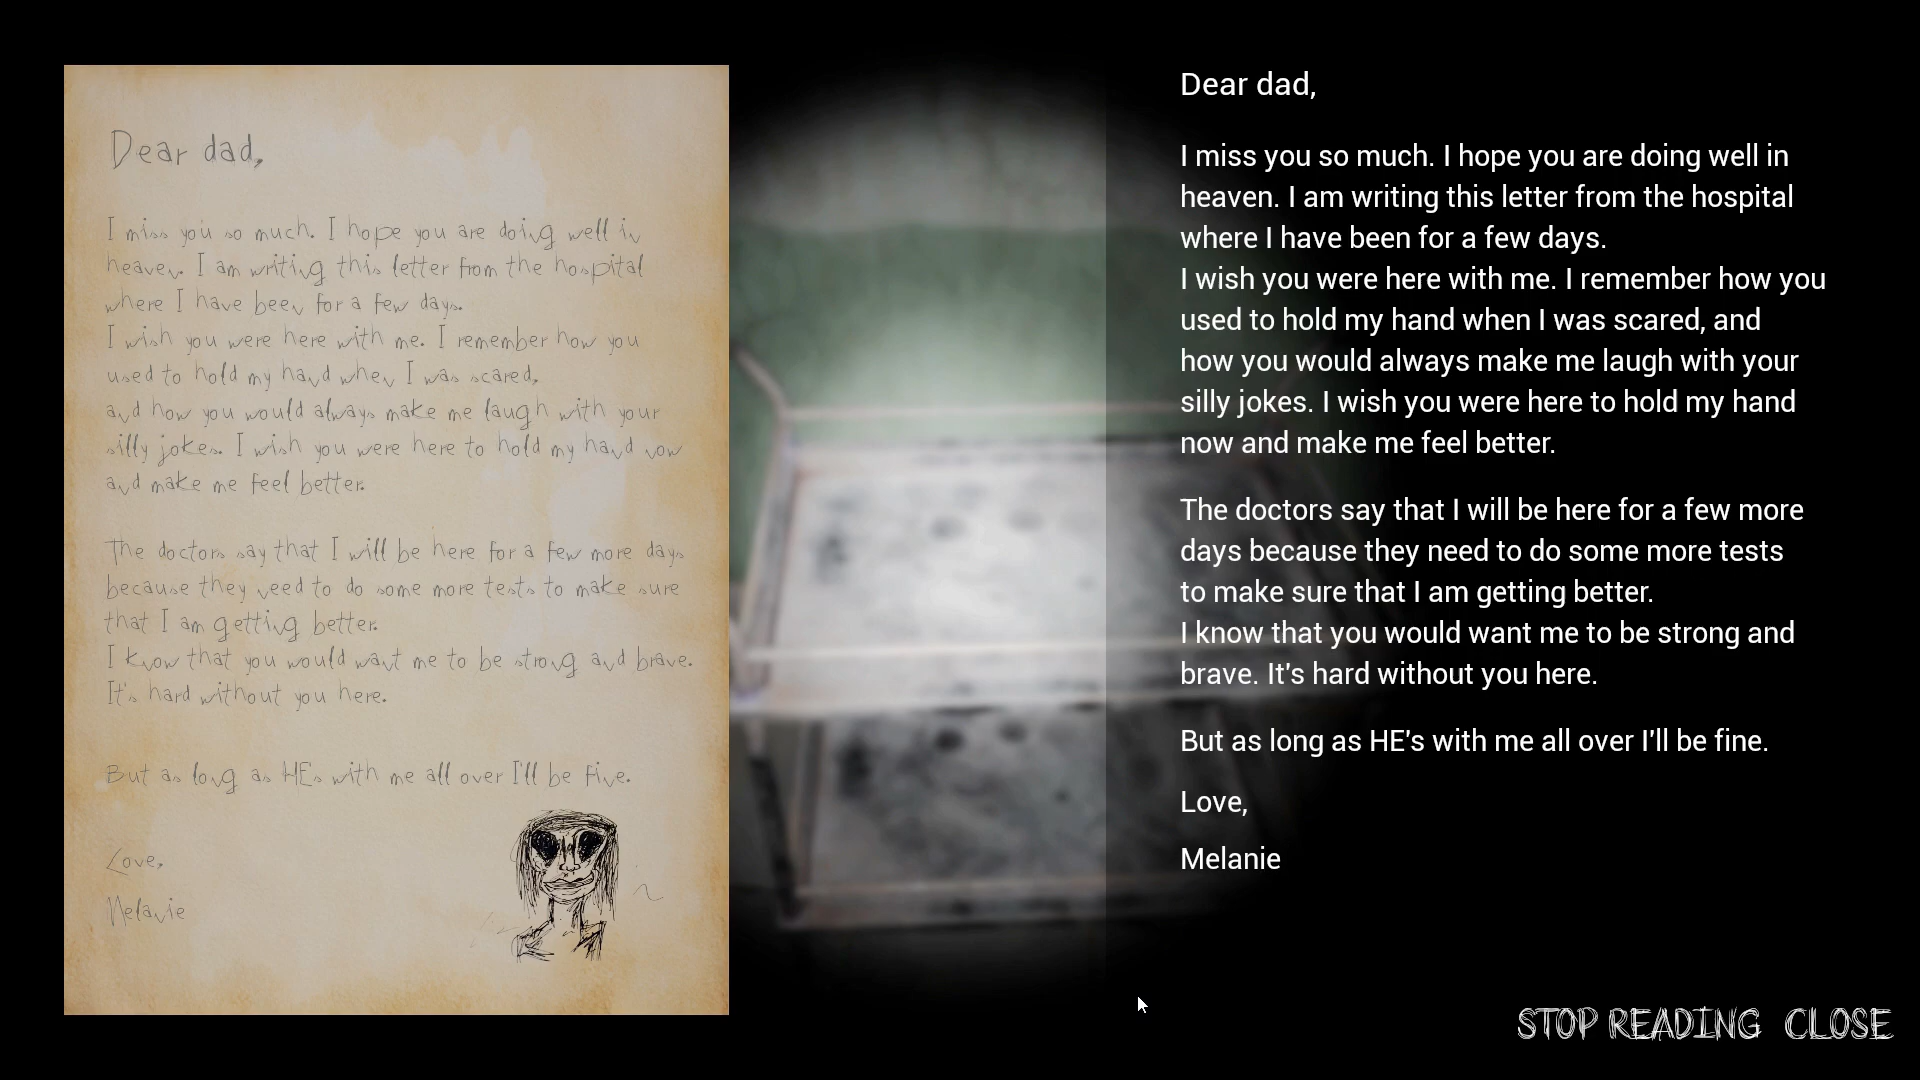 Dear dad,
I miss you so much. I hope you are doing well in
heaven. I am writing this letter from the hospital
where I have been for a few days.
I wish you were here with me. I remember how you
used to hold my hand when I was scared,
and how you would always make me laugh with your
silly jokes. I wish you were here to hold my hand now
and make me feel better.
The doctors say that I will be here for a few more days
because they need to do some more tests to make sure
that I am getting better.
I know that you would want me to be strong and brave.
It's hard without you here.
But as long as HEs with me all over I'll be fine.
Love,
Melanie
Dear dad,
I miss you so much. I hope you are doing well in
heaven. I am writing this letter from the hospital
where I have been for a few days.
I wish you were here with me. I remember how you
used to hold my hand when I was scared, and
how you would always make me laugh with your
silly jokes. I wish you were here to hold my hand
now and make me feel better.
The doctors say that I will be here for a few more
days because they need to do some more tests
to make sure that I am getting better.
I know that you would want me to be strong and
brave. It's hard without you here.
But as long as HE's with me all over I'll be fine.
Love,
Melanie
STOP READING CLOSE